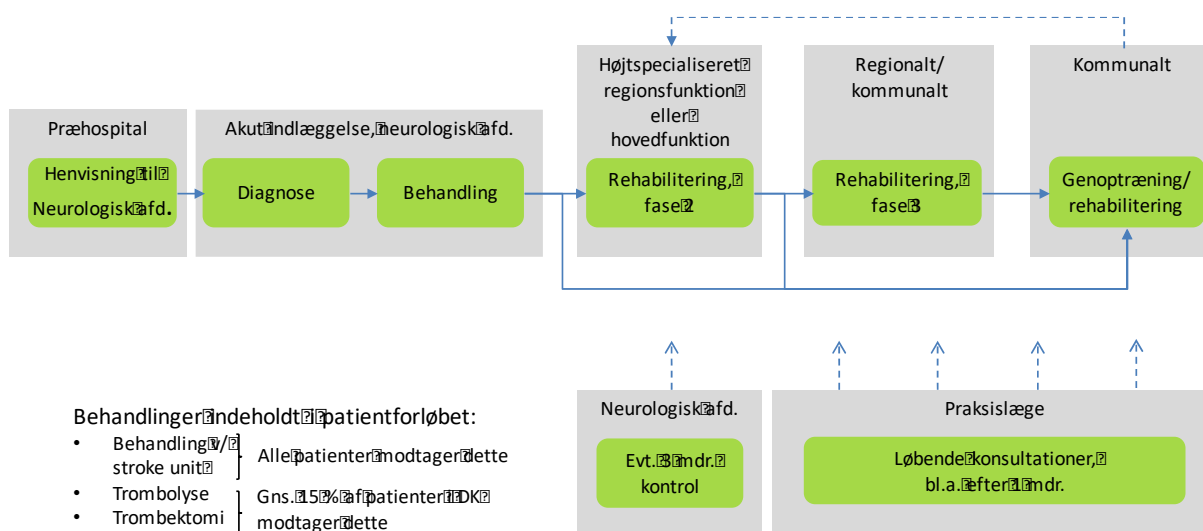 Højtspecialiseret
regionsfunktion
eller
hovedfunktion
Regionalt/
kommunalt
Kommunalt
Præhospital
Akut indlæggelse, neurologisk afd.
Henvisning til
Neurologisk afd.
Diagnose
Behandling
Rehabilitering,
fase 2
Rehabilitering,
fase 3
Genoptræning/
rehabilitering
Neurologisk afd.
Praksislæge
Evt. 3 mdr.
kontrol
Løbende konsultationer,
bl.a. efter 1 mdr.
Behandlinger indeholdt i patientforløbet:
• Behandling v/
stroke unit
Alle patienter modtager dette
• Trombolyse
• Trombektomi
Gns. 15 % af patienter i DK
modtager dette